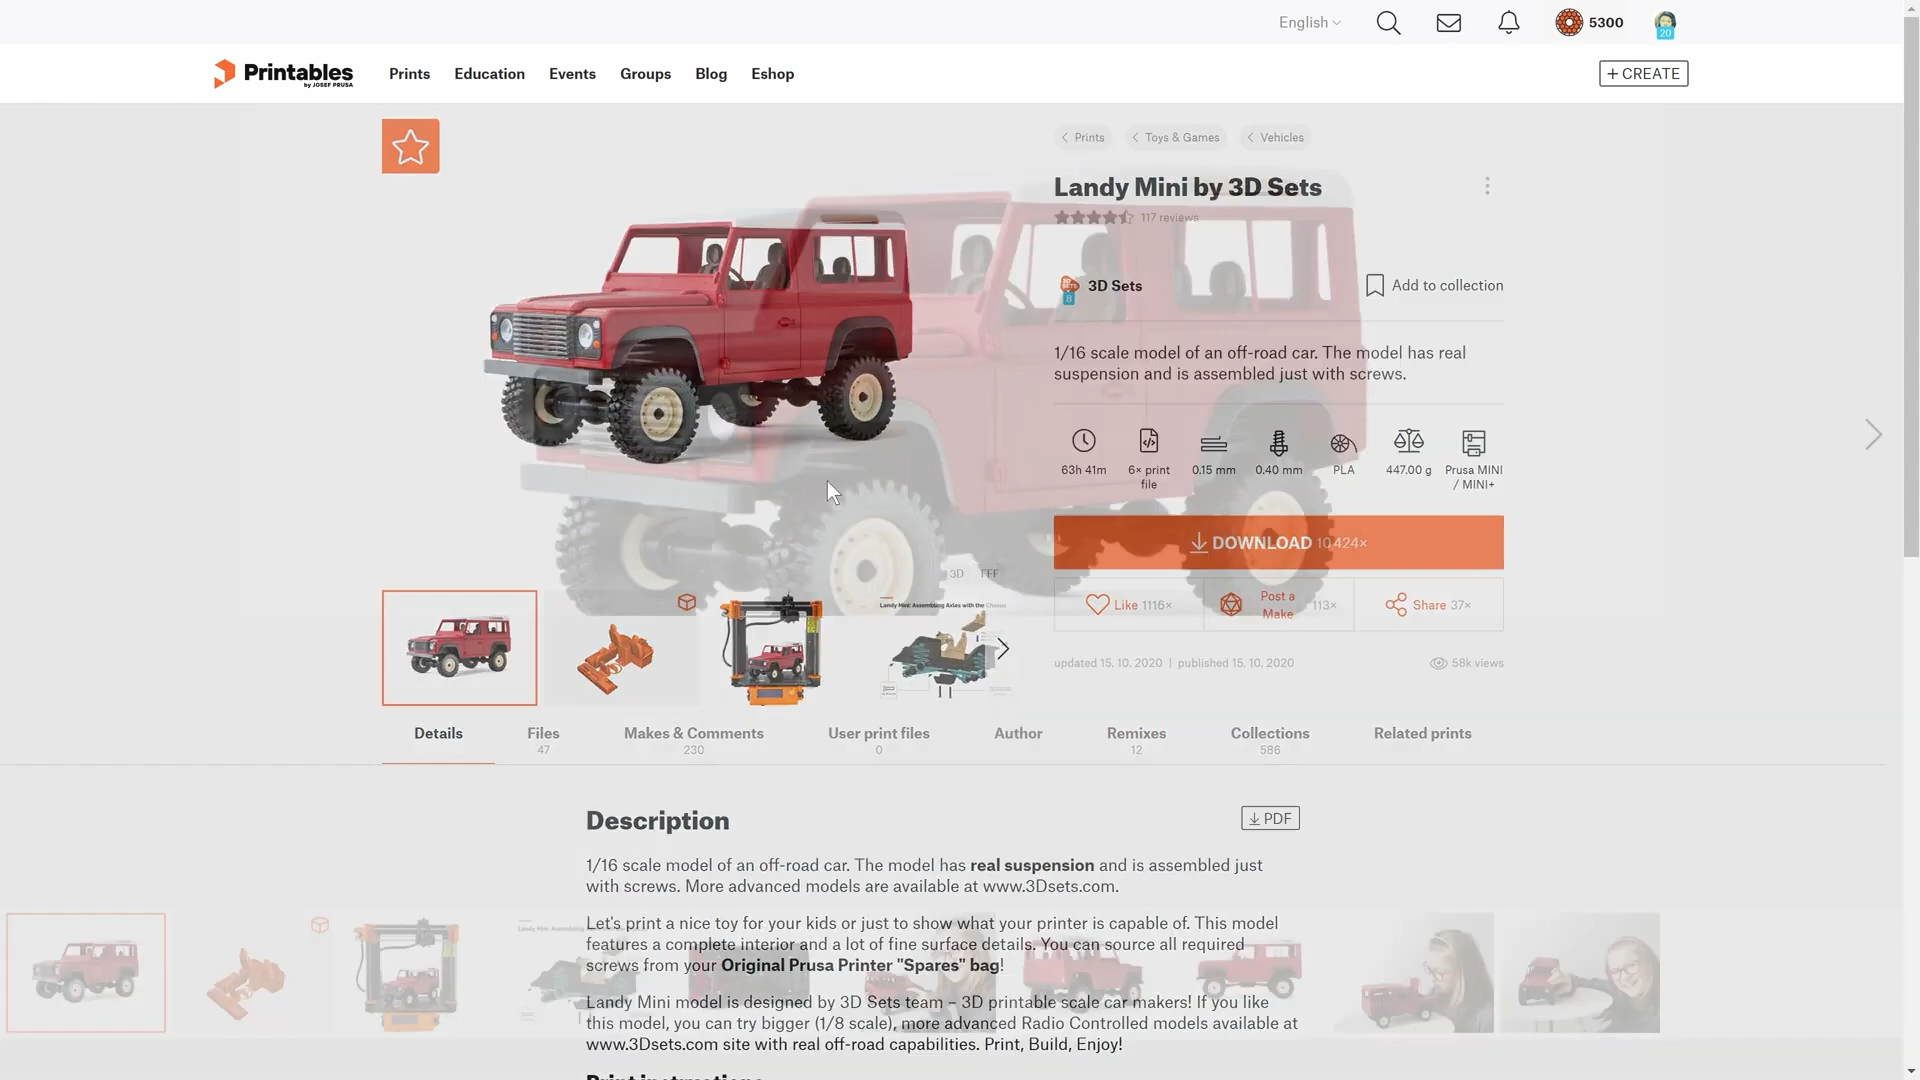 English
5300
20
Printables
by JOSEF PRUSA
Prints
Education
Events
Groups
Blog
Eshop
+ CREATE
Prints
Toys & Games
Vehicles
Landy Mini by 3D Sets
117 reviews
3D Sets
8
Add to collection
1/16 scale model of an off-road car. The model has real
suspension and is assembled just with screws.
63h 41m
6× print
file
0.15 mm
0.40 mm
PLA
447.00 g
Prusa MINI
/ MINI+
DOWNLOAD 10424×
3D
FFF
Like 1116×
Post a
Make
113×
Share 37×
Landy Mini: Assembling Axles with the Chassis
updated 15. 10. 2020 | published 15. 10. 2020
58k views
Details
Files
47
Makes & Comments
230
User print files
0
Author
Remixes
12
Collections
586
Related prints
Description
PDF
1/16 scale model of an off-road car. The model has real suspension and is assembled just
with screws. More advanced models are available at www.3Dsets.com.
Let's print a nice toy for your kids or just to show what your printer is capable of. This model
features a complete interior and a lot of fine surface details. You can source all required
screws from your Original Prusa Printer "Spares" bag!
Landy Mini model is designed by 3D Sets team – 3D printable scale car makers! If you like
this model, you can try bigger (1/8 scale), more advanced Radio Controlled models available at
www.3Dsets.com site with real off-road capabilities. Print, Build, Enjoy!
Print instructions